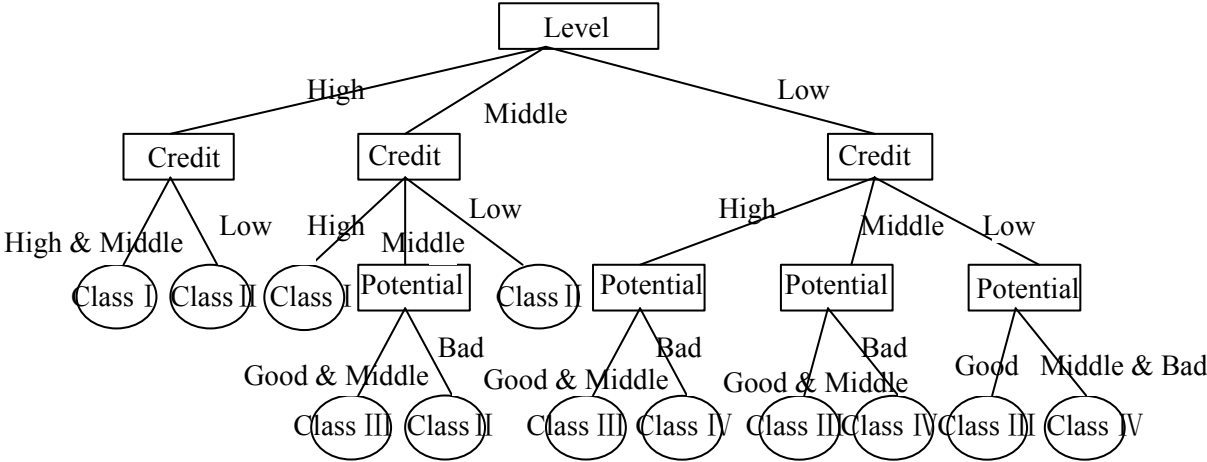 Level
High
Middle
Low
Credit
Credit
Credit
High & Middle
Low
High
Middle
Low
High
Middle
Low
Class I
Class II
Class I
Potential
Class II
Potential
Potential
Potential
Good & Middle
Bad
Good & Middle
Bad
Good & Middle
Bad
Good
Middle & Bad
Class III
Class II
Class III
Class IV
Class III
Class IV
Class III
Class IV